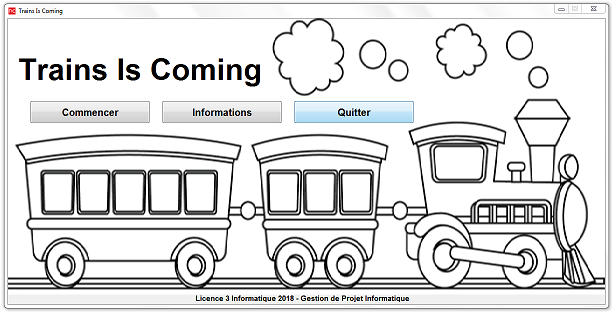 Trains Is Coming
Trains Is Coming
Commencer
Informations
Quitter
Licence 3 Informatique 2018 - Gestion de Projet Informatique